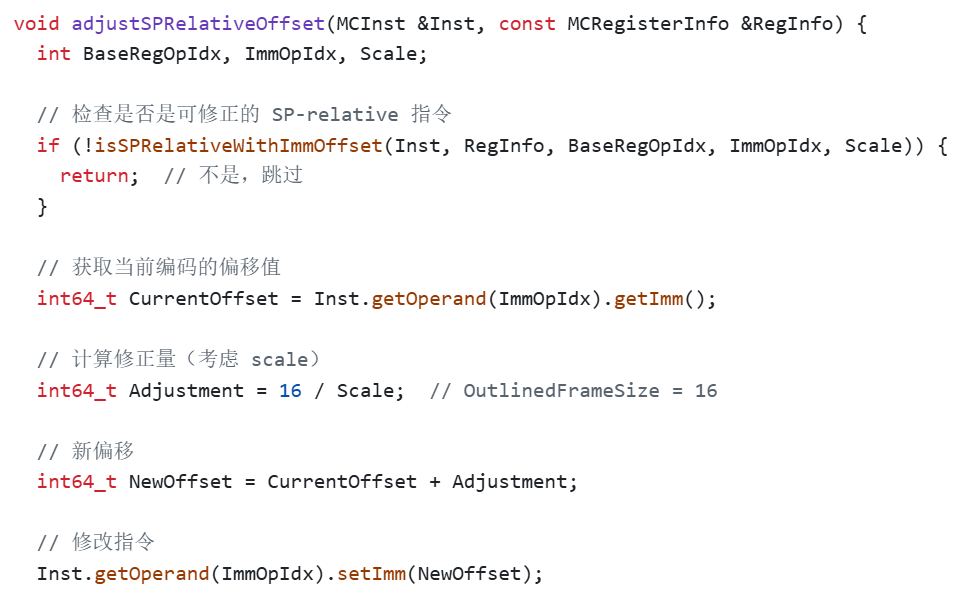 void adjustSPRelativeOffset(MCInst &Inst, const MCRegisterInfo &RegInfo) {
  int BaseRegOpIdx, ImmOpIdx, Scale;

  // 检查是否是可修正的 SP-relative 指令
  if (!isSPRelativeWithImmOffset(Inst, RegInfo, BaseRegOpIdx, ImmOpIdx, Scale)) {
    return;  // 不是，跳过
  }

  // 获取当前编码的偏移值
  int64_t CurrentOffset = Inst.getOperand(ImmOpIdx).getImm();

  // 计算修正量（考虑 scale）
  int64_t Adjustment = 16 / Scale;  // OutlinedFrameSize = 16

  // 新偏移
  int64_t NewOffset = CurrentOffset + Adjustment;

  // 修改指令
  Inst.getOperand(ImmOpIdx).setImm(NewOffset);